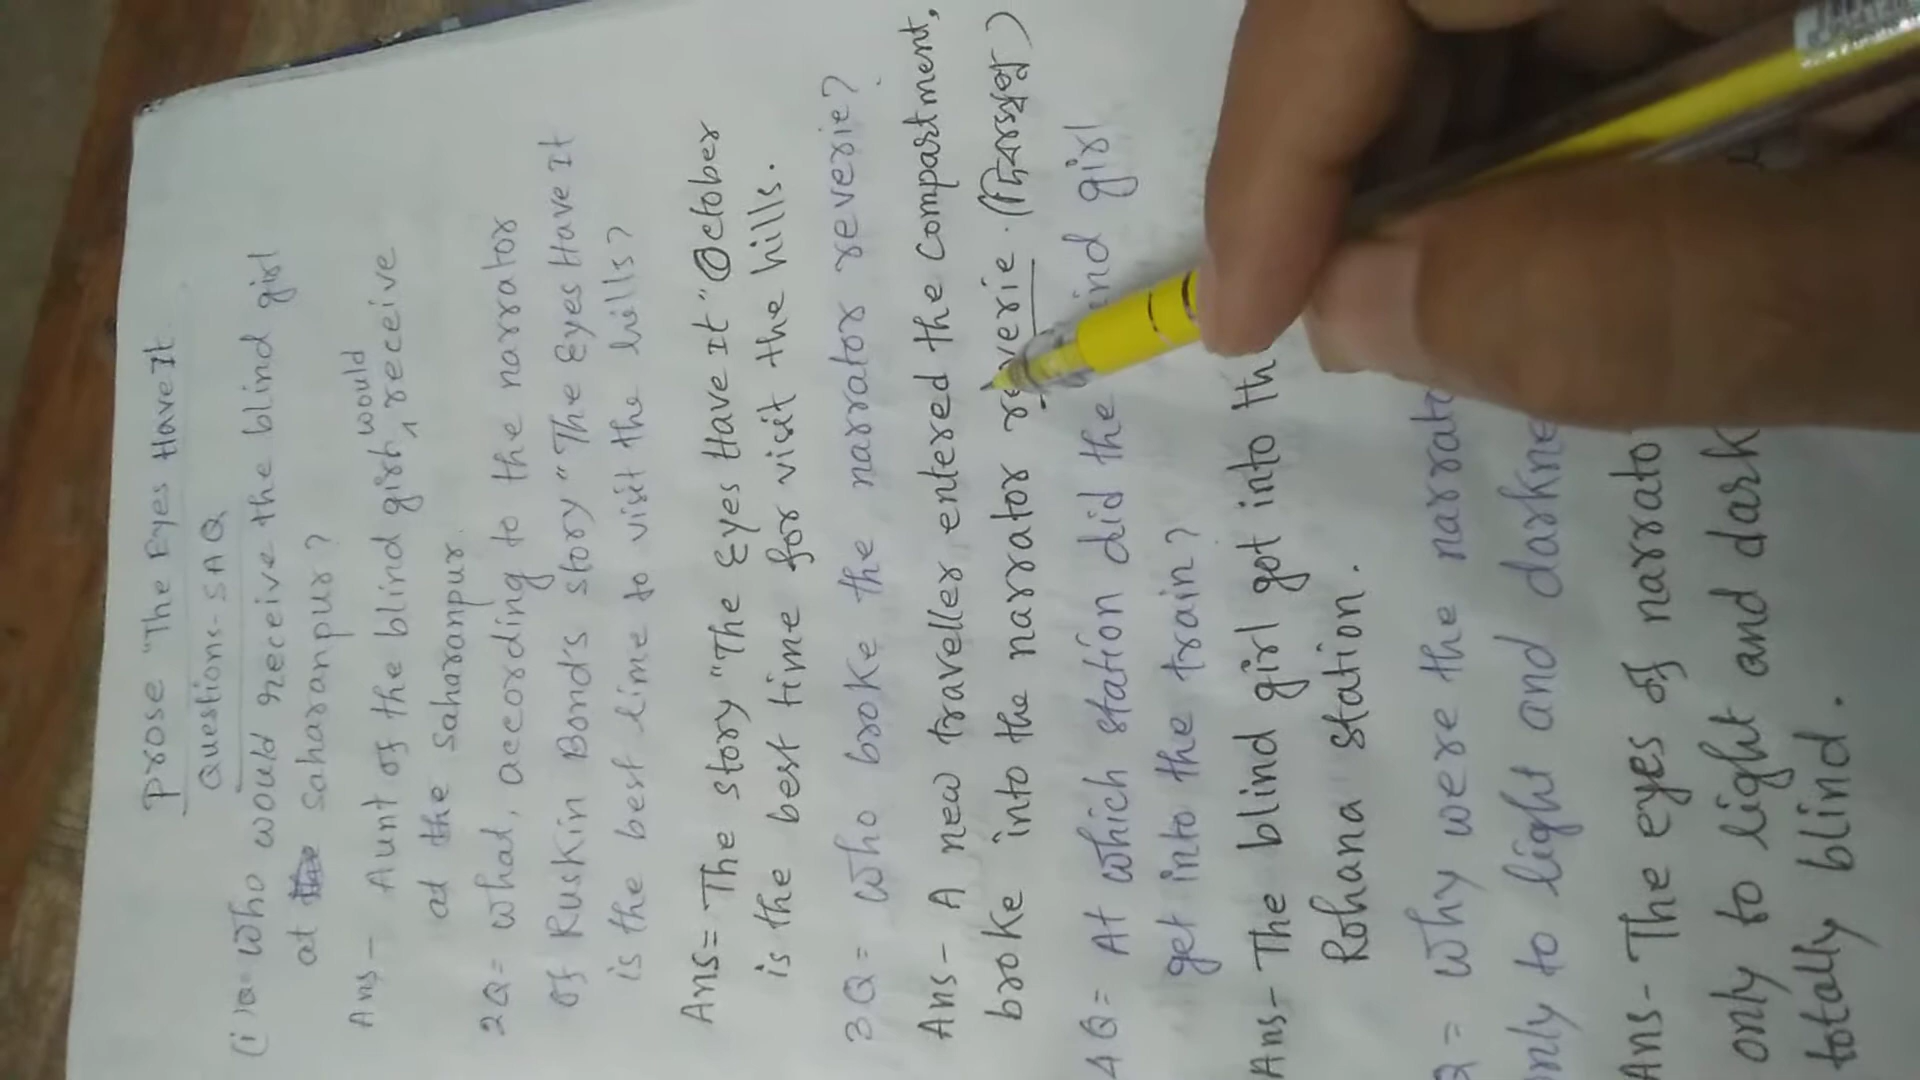 Prose "The Eyes Have It
Questions-SAQ
(i) Q= Who would receive the blind girl
at saharanpur?
Ans- Aunt of the blind girl would receive
at the saharanpur.
2Q= What, according to the narrator
of Ruskin Bond's story "The Eyes Have It
is the best time to visit the hills?
Ans= The story "The Eyes Have It" October
is the best time for visit the hills.
3Q= Who broke the narrator reverie?
Ans- A new traveller entered the compartment,
broke into the narrator reverie.
4Q= At which station did the blind girl
get into the train?
Ans- The blind girl got into th
Rohana station.
Q= Why were the narrato
only to light and darkne
Ans- The eyes of narrato
only to light and dark
totally blind.